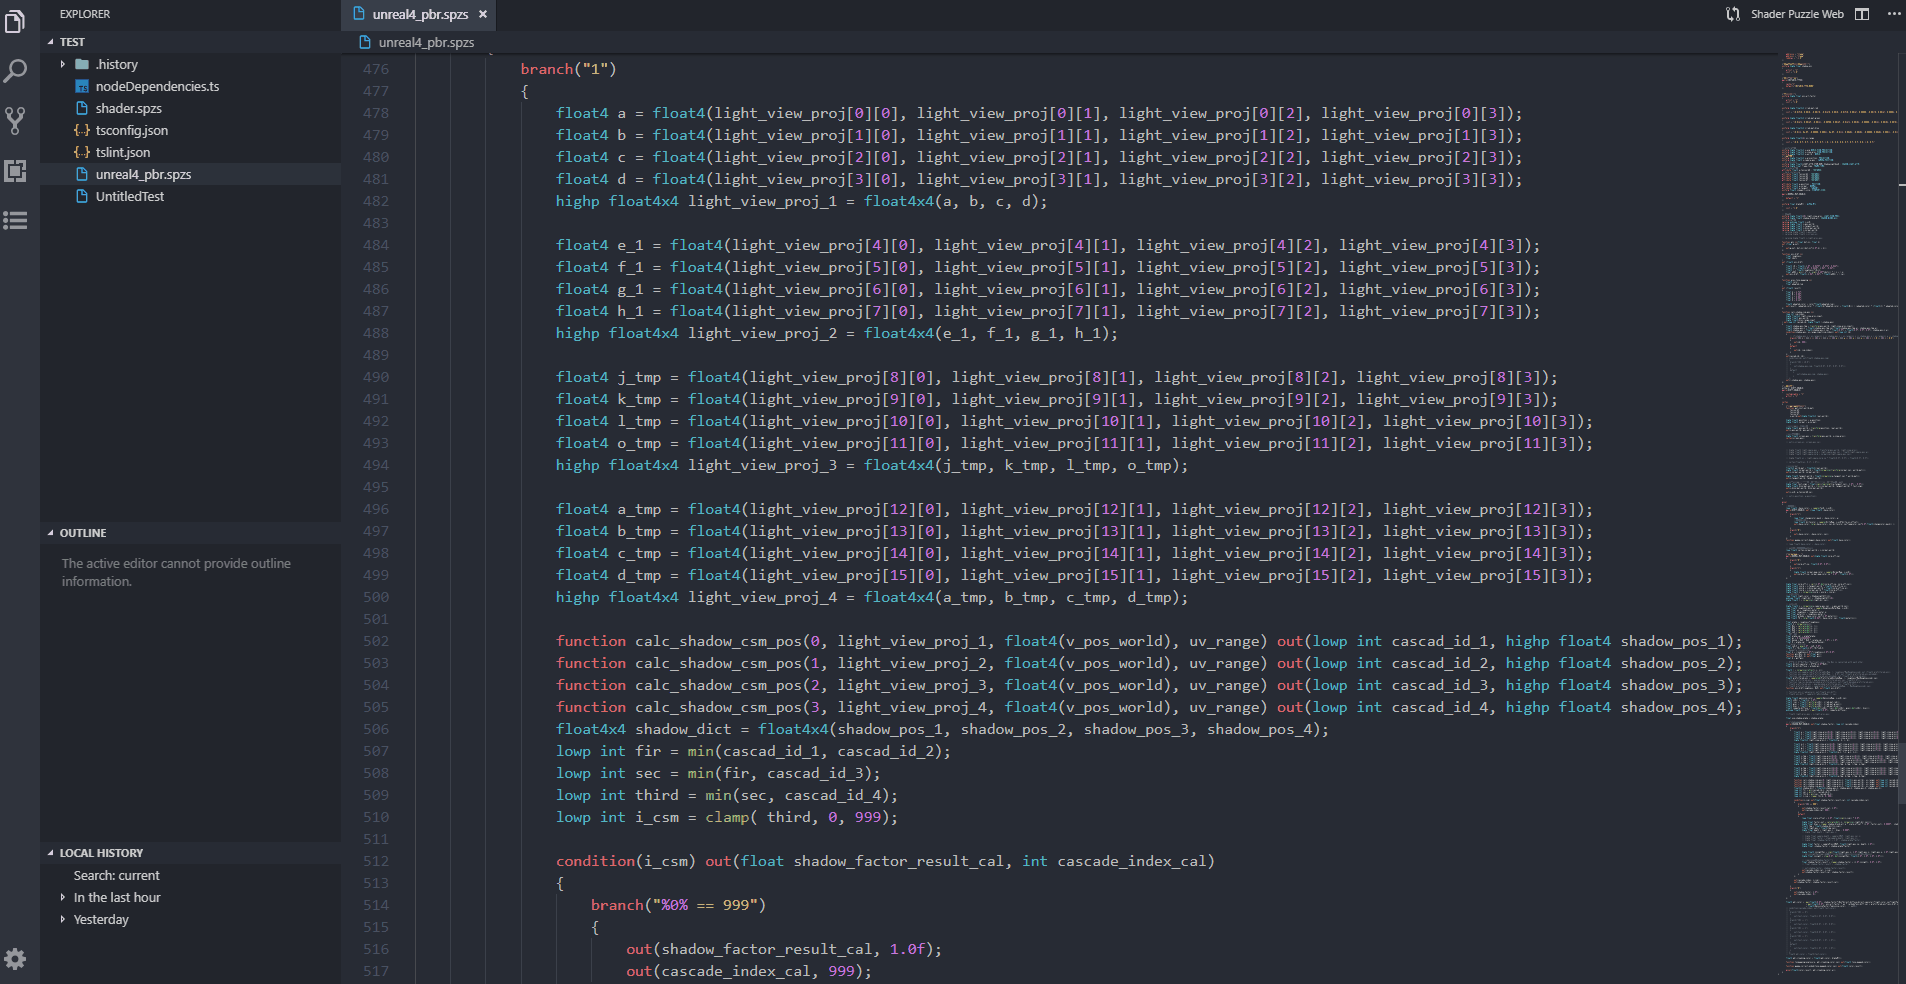 EXPLORER
unreal4_pbr.spzs
Shader Puzzle Web
TEST
.history
nodeDependencies.ts
shader.spzs
tsconfig.json
tslint.json
unreal4_pbr.spzs
UntitledTest
OUTLINE
The active editor cannot provide outline
information.
LOCAL HISTORY
Search: current
In the last hour
Yesterday
unreal4_pbr.spzs
476 branch("1")
477 {
478 float4 a = float4(light_view_proj[0][0], light_view_proj[0][1], light_view_proj[0][2], light_view_proj[0][3]);
479 float4 b = float4(light_view_proj[1][0], light_view_proj[1][1], light_view_proj[1][2], light_view_proj[1][3]);
480 float4 c = float4(light_view_proj[2][0], light_view_proj[2][1], light_view_proj[2][2], light_view_proj[2][3]);
481 float4 d = float4(light_view_proj[3][0], light_view_proj[3][1], light_view_proj[3][2], light_view_proj[3][3]);
482 highp float4x4 light_view_proj_1 = float4x4(a, b, c, d);
483
484 float4 e_1 = float4(light_view_proj[4][0], light_view_proj[4][1], light_view_proj[4][2], light_view_proj[4][3]);
485 float4 f_1 = float4(light_view_proj[5][0], light_view_proj[5][1], light_view_proj[5][2], light_view_proj[5][3]);
486 float4 g_1 = float4(light_view_proj[6][0], light_view_proj[6][1], light_view_proj[6][2], light_view_proj[6][3]);
487 float4 h_1 = float4(light_view_proj[7][0], light_view_proj[7][1], light_view_proj[7][2], light_view_proj[7][3]);
488 highp float4x4 light_view_proj_2 = float4x4(e_1, f_1, g_1, h_1);
489
490 float4 j_tmp = float4(light_view_proj[8][0], light_view_proj[8][1], light_view_proj[8][2], light_view_proj[8][3]);
491 float4 k_tmp = float4(light_view_proj[9][0], light_view_proj[9][1], light_view_proj[9][2], light_view_proj[9][3]);
492 float4 l_tmp = float4(light_view_proj[10][0], light_view_proj[10][1], light_view_proj[10][2], light_view_proj[10][3]);
493 float4 o_tmp = float4(light_view_proj[11][0], light_view_proj[11][1], light_view_proj[11][2], light_view_proj[11][3]);
494 highp float4x4 light_view_proj_3 = float4x4(j_tmp, k_tmp, l_tmp, o_tmp);
495
496 float4 a_tmp = float4(light_view_proj[12][0], light_view_proj[12][1], light_view_proj[12][2], light_view_proj[12][3]);
497 float4 b_tmp = float4(light_view_proj[13][0], light_view_proj[13][1], light_view_proj[13][2], light_view_proj[13][3]);
498 float4 c_tmp = float4(light_view_proj[14][0], light_view_proj[14][1], light_view_proj[14][2], light_view_proj[14][3]);
499 float4 d_tmp = float4(light_view_proj[15][0], light_view_proj[15][1], light_view_proj[15][2], light_view_proj[15][3]);
500 highp float4x4 light_view_proj_4 = float4x4(a_tmp, b_tmp, c_tmp, d_tmp);
501
502 function calc_shadow_csm_pos(0, light_view_proj_1, float4(v_pos_world), uv_range) out(lowp int cascad_id_1, highp float4 shadow_pos_1);
503 function calc_shadow_csm_pos(1, light_view_proj_2, float4(v_pos_world), uv_range) out(lowp int cascad_id_2, highp float4 shadow_pos_2);
504 function calc_shadow_csm_pos(2, light_view_proj_3, float4(v_pos_world), uv_range) out(lowp int cascad_id_3, highp float4 shadow_pos_3);
505 function calc_shadow_csm_pos(3, light_view_proj_4, float4(v_pos_world), uv_range) out(lowp int cascad_id_4, highp float4 shadow_pos_4);
506 float4x4 shadow_dict = float4x4(shadow_pos_1, shadow_pos_2, shadow_pos_3, shadow_pos_4);
507 lowp int fir = min(cascad_id_1, cascad_id_2);
508 lowp int sec = min(fir, cascad_id_3);
509 lowp int third = min(sec, cascad_id_4);
510 lowp int i_csm = clamp( third, 0, 999);
511
512 condition(i_csm) out(float shadow_factor_result_cal, int cascade_index_cal)
513 {
514 branch("%0% == 999")
515 {
516 out(shadow_factor_result_cal, 1.0f);
517 out(cascade_index_cal, 999);